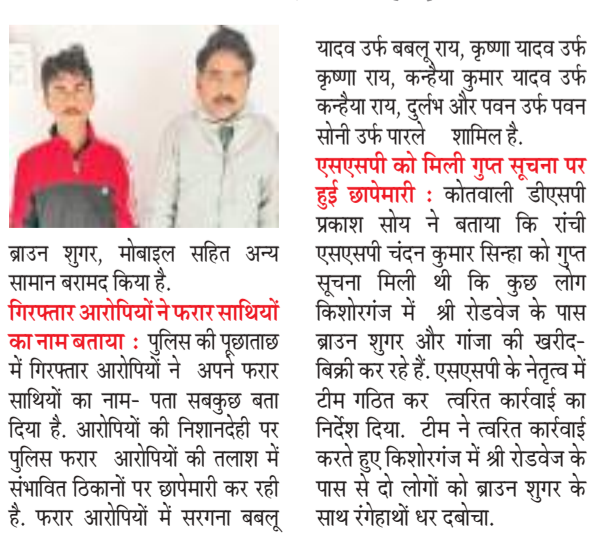 ब्राउन शुगर, मोबाइल सहित अन्य
सामान बरामद किया है.
गिरफ्तार आरोपियों ने फरार साथियों
का नाम बताया : पुलिस की पूछताछ
में गिरफ्तार आरोपियों ने अपने फरार
साथियों का नाम- पता सबकुछ बता
दिया है. आरोपियों की निशानदेही पर
पुलिस फरार आरोपियों की तलाश में
संभावित ठिकानों पर छापेमारी कर रही
है. फरार आरोपियों में सरगना बबलू
यादव उर्फ बबलू राय, कृष्णा यादव उर्फ
कृष्णा राय, कन्हैया कुमार यादव उर्फ
कन्हैया राय, दुर्लभ और पवन उर्फ पवन
सोनी उर्फ पारले शामिल है.
एसएसपी को मिली गुप्त सूचना पर
हुई छापेमारी : कोतवाली डीएसपी
प्रकाश सोय ने बताया कि रांची
एसएसपी चंदन कुमार सिन्हा को गुप्त
सूचना मिली थी कि कुछ लोग
किशोरगंज में श्री रोडवेज के पास
ब्राउन शुगर और गांजा की खरीद-
बिक्री कर रहे हैं. एसएसपी के नेतृत्व में
टीम गठित कर त्वरित कार्रवाई का
निर्देश दिया. टीम ने त्वरित कार्रवाई
करते हुए किशोरगंज में श्री रोडवेज के
पास से दो लोगों को ब्राउन शुगर के
साथ रंगेहाथों धर दबोचा.